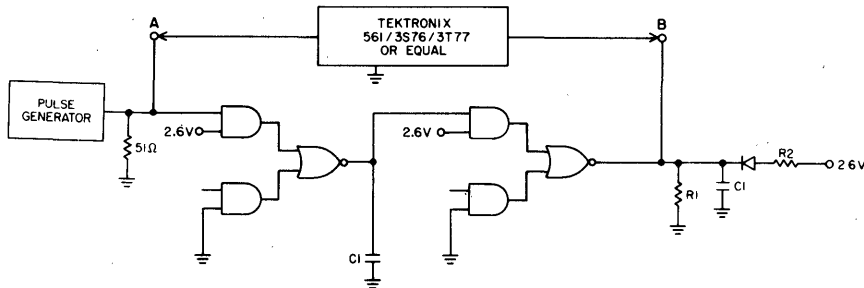 A
TEKTRONIX
561/3S76/3T77
OR EQUAL
B
PULSE
GENERATOR
51Ω
2.6V
2.6V
C1
R1
C1
R2
2.6V